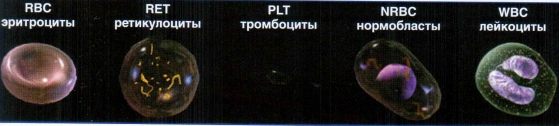 RBC
эритроциты
RET
ретикулоциты
PLT
тромбоциты
NRBC
нормобласты
WBC
лейкоциты